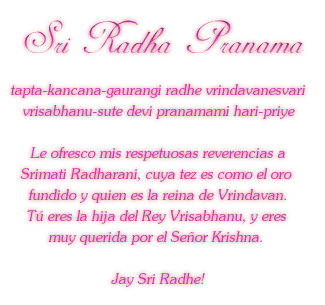 Sri Radha Pranama
tapta-kancana-gaurangi radhe vrindavanesvari
vrisabhanu-sute devi pranamami hari-priye
Le ofresco mis respetuosas reverencias a
Srimati Radharani, cuya tez es como el oro
fundido y quien es la reina de Vrindavan.
Tú eres la hija del Rey Vrisabhanu, y eres
muy querida por el Señor Krishna.
Jay Sri Radhe!